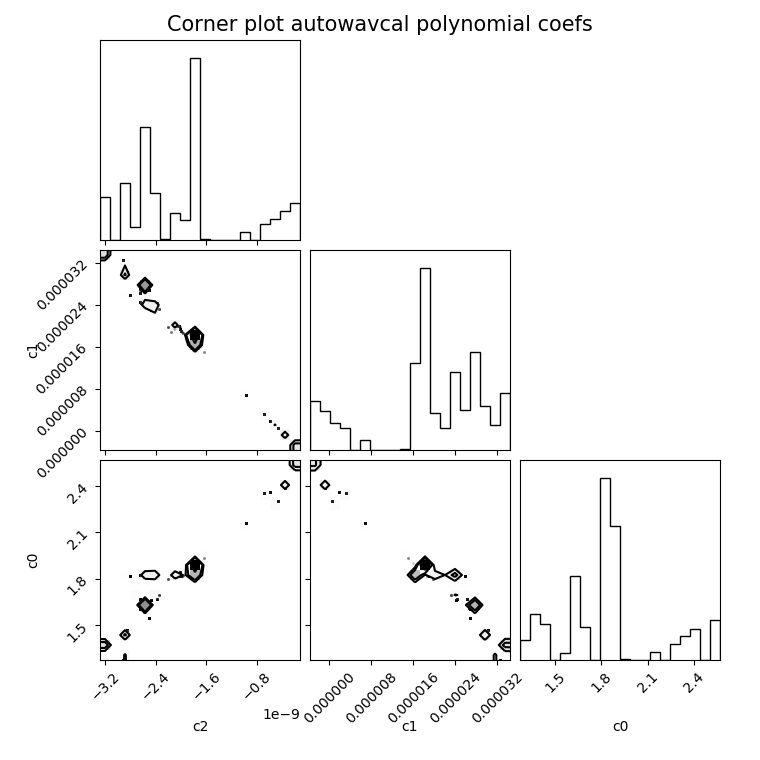 Corner plot autowavcal polynomial coefs
0.000032
0.000024
c1
0.000016
0.000008
0.000000
2.4
2.1
c0
1.8
1.5
−3.2 −2.4 −1.6 −0.8
1e−9
c2
0.000000 0.000008 0.000016 0.000024 0.000032
c1
1.5 1.8 2.1 2.4
c0